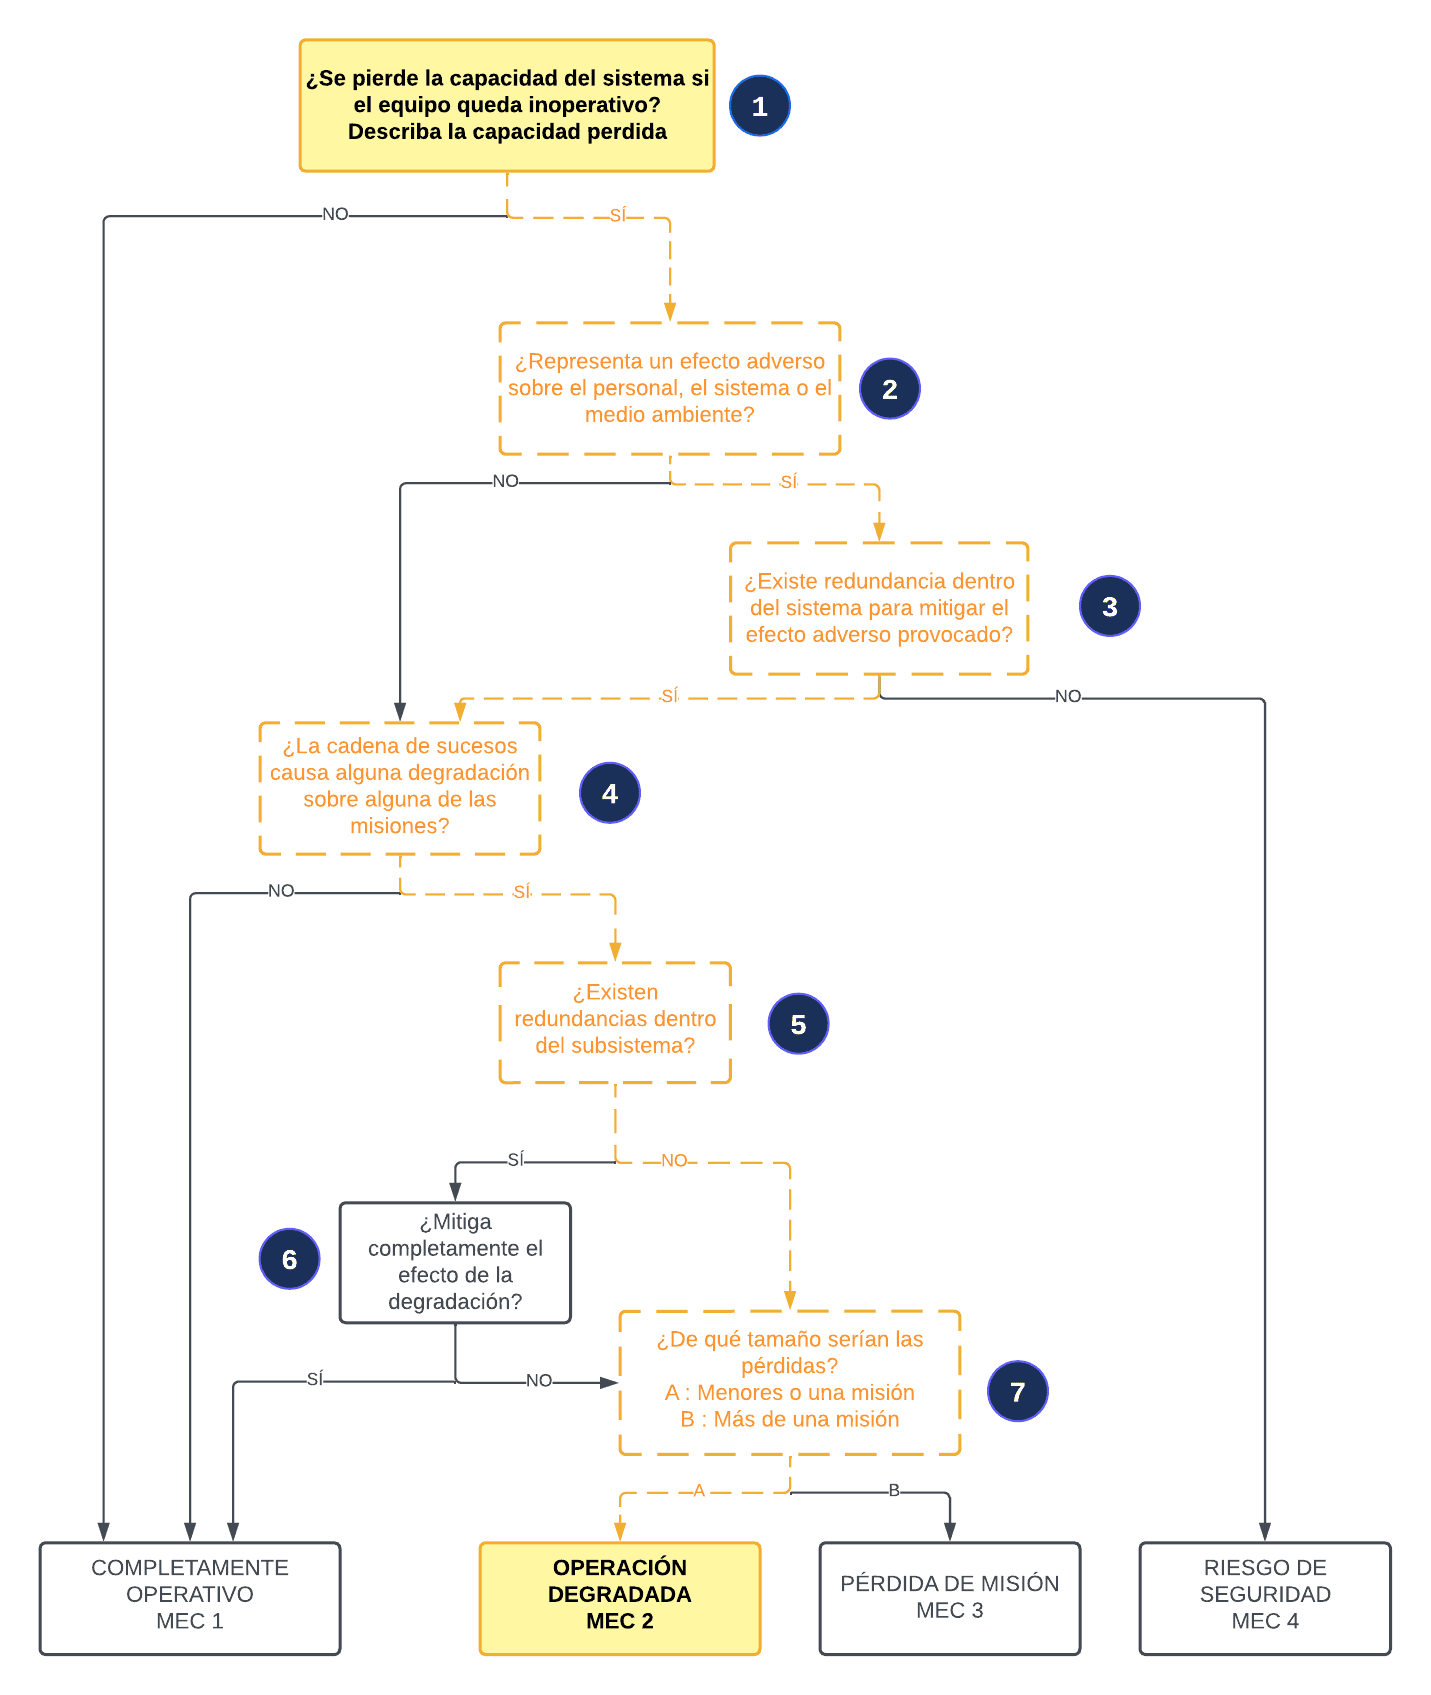 ¿Se pierde la capacidad del sistema si
el equipo queda inoperativo?
Describa la capacidad perdida
1
NO
SÍ
¿Representa un efecto adverso
sobre el personal, el sistema o el
medio ambiente?
2
NO
SÍ
¿Existe redundancia dentro
del sistema para mitigar el
efecto adverso provocado?
3
SÍ
NO
¿La cadena de sucesos
causa alguna degradación
sobre alguna de las
misiones?
4
NO
SÍ
¿Existen
redundancias dentro
del subsistema?
5
SÍ
NO
¿Mitiga
completamente el
efecto de la
degradación?
6
¿De qué tamaño serían las
pérdidas?
A : Menores o una misión
B : Más de una misión
7
SÍ
NO
A
B
COMPLETAMENTE
OPERATIVO
MEC 1
OPERACIÓN
DEGRADADA
MEC 2
PÉRDIDA DE MISIÓN
MEC 3
RIESGO DE
SEGURIDAD
MEC 4